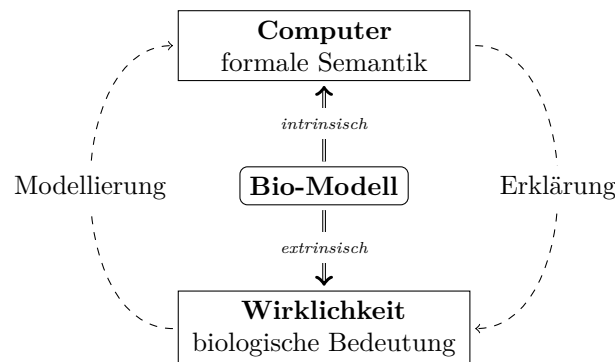 Computer
formale Semantik
intrinsisch
Modellierung
Bio-Modell
Erklärung
extrinsisch
Wirklichkeit
biologische Bedeutung